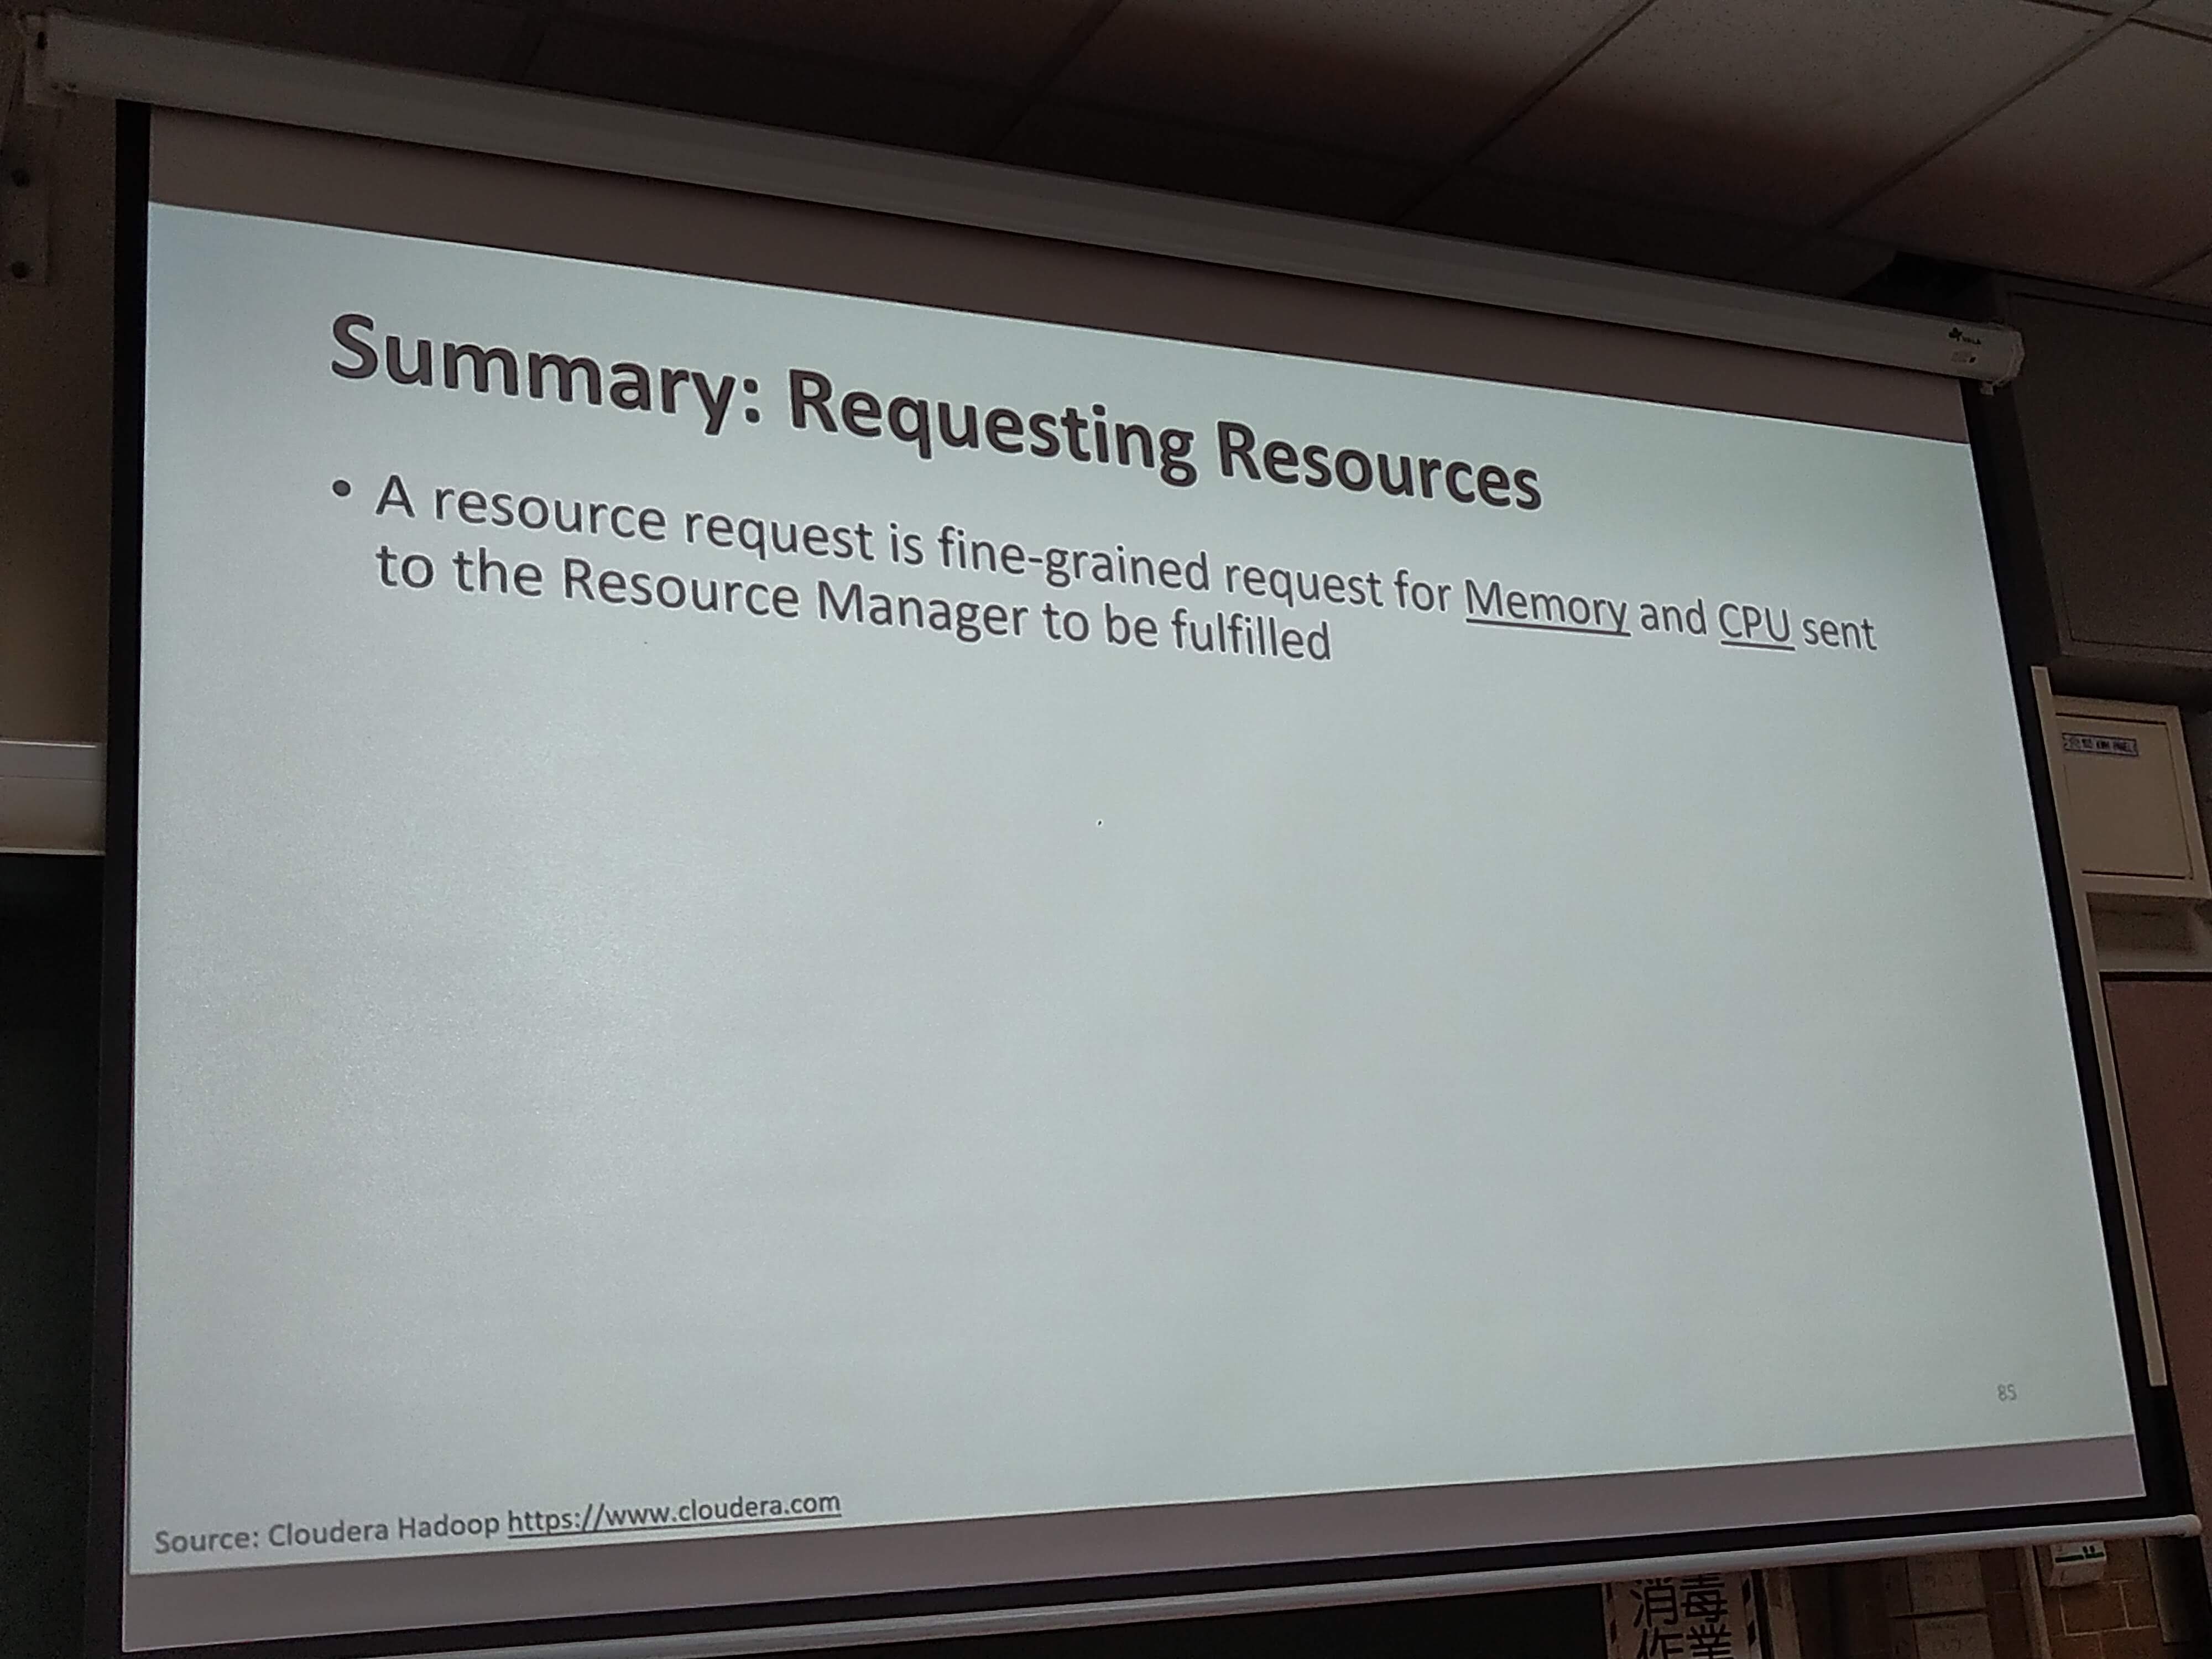 Summary: Requesting Resources
• A resource request is fine-grained request for Memory and CPU sent
to the Resource Manager to be fulfilled
85
Source: Cloudera Hadoop https://www.cloudera.com
消毒
作業